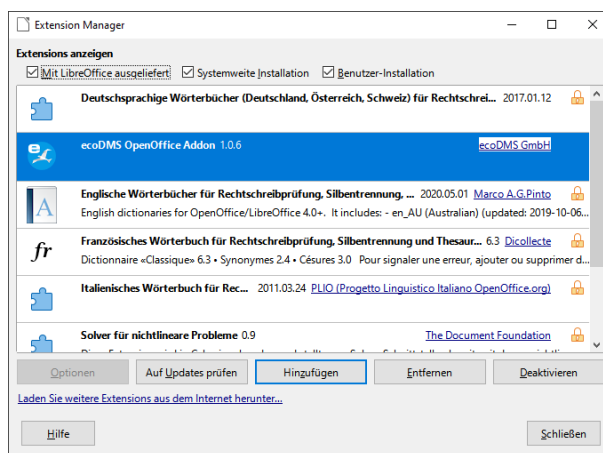 Extension Manager
Extensions anzeigen
Mit LibreOffice ausgeliefert Systemweite Installation Benutzer-Installation
Deutschsprachige Wörterbücher (Deutschland, Österreich, Schweiz) für Rechtschrei... 2017.01.12
ecoDMS OpenOffice Addon 1.0.6 ecoDMS GmbH
Englische Wörterbücher für Rechtschreibprüfung, Silbentrennung, ... 2020.05.01 Marco A.G.Pinto
English dictionaries for OpenOffice/LibreOffice 4.0+. It includes: - en_AU (Australian) (updated: 2019-10-06...
Französisches Wörterbuch für Rechtschreibprüfung, Silbentrennung und Thesaur... 6.3 Dicollecte
Dictionnaire «Classique» 6.3 • Synonymes 2.4 • Césures 3.0 Pour signaler une erreur, ajouter ou supprimer d...
Italienisches Wörterbuch für Rec... 2011.03.24 PLIO (Progetto Linguistico Italiano OpenOffice.org)
Solver für nichtlineare Probleme 0.9 The Document Foundation
Optionen Auf Updates prüfen Hinzufügen Entfernen Deaktivieren
Laden Sie weitere Extensions aus dem Internet herunter...
Hilfe Schließen